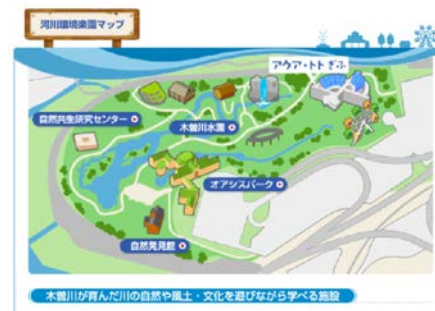 河川環境楽園マップ
アクア・トト ぎふ
自然共生研究センター
木曽川水園
オアシスパーク
自然発見館
木曽川が育んだ川の自然や風土・文化を遊びながら学べる施設